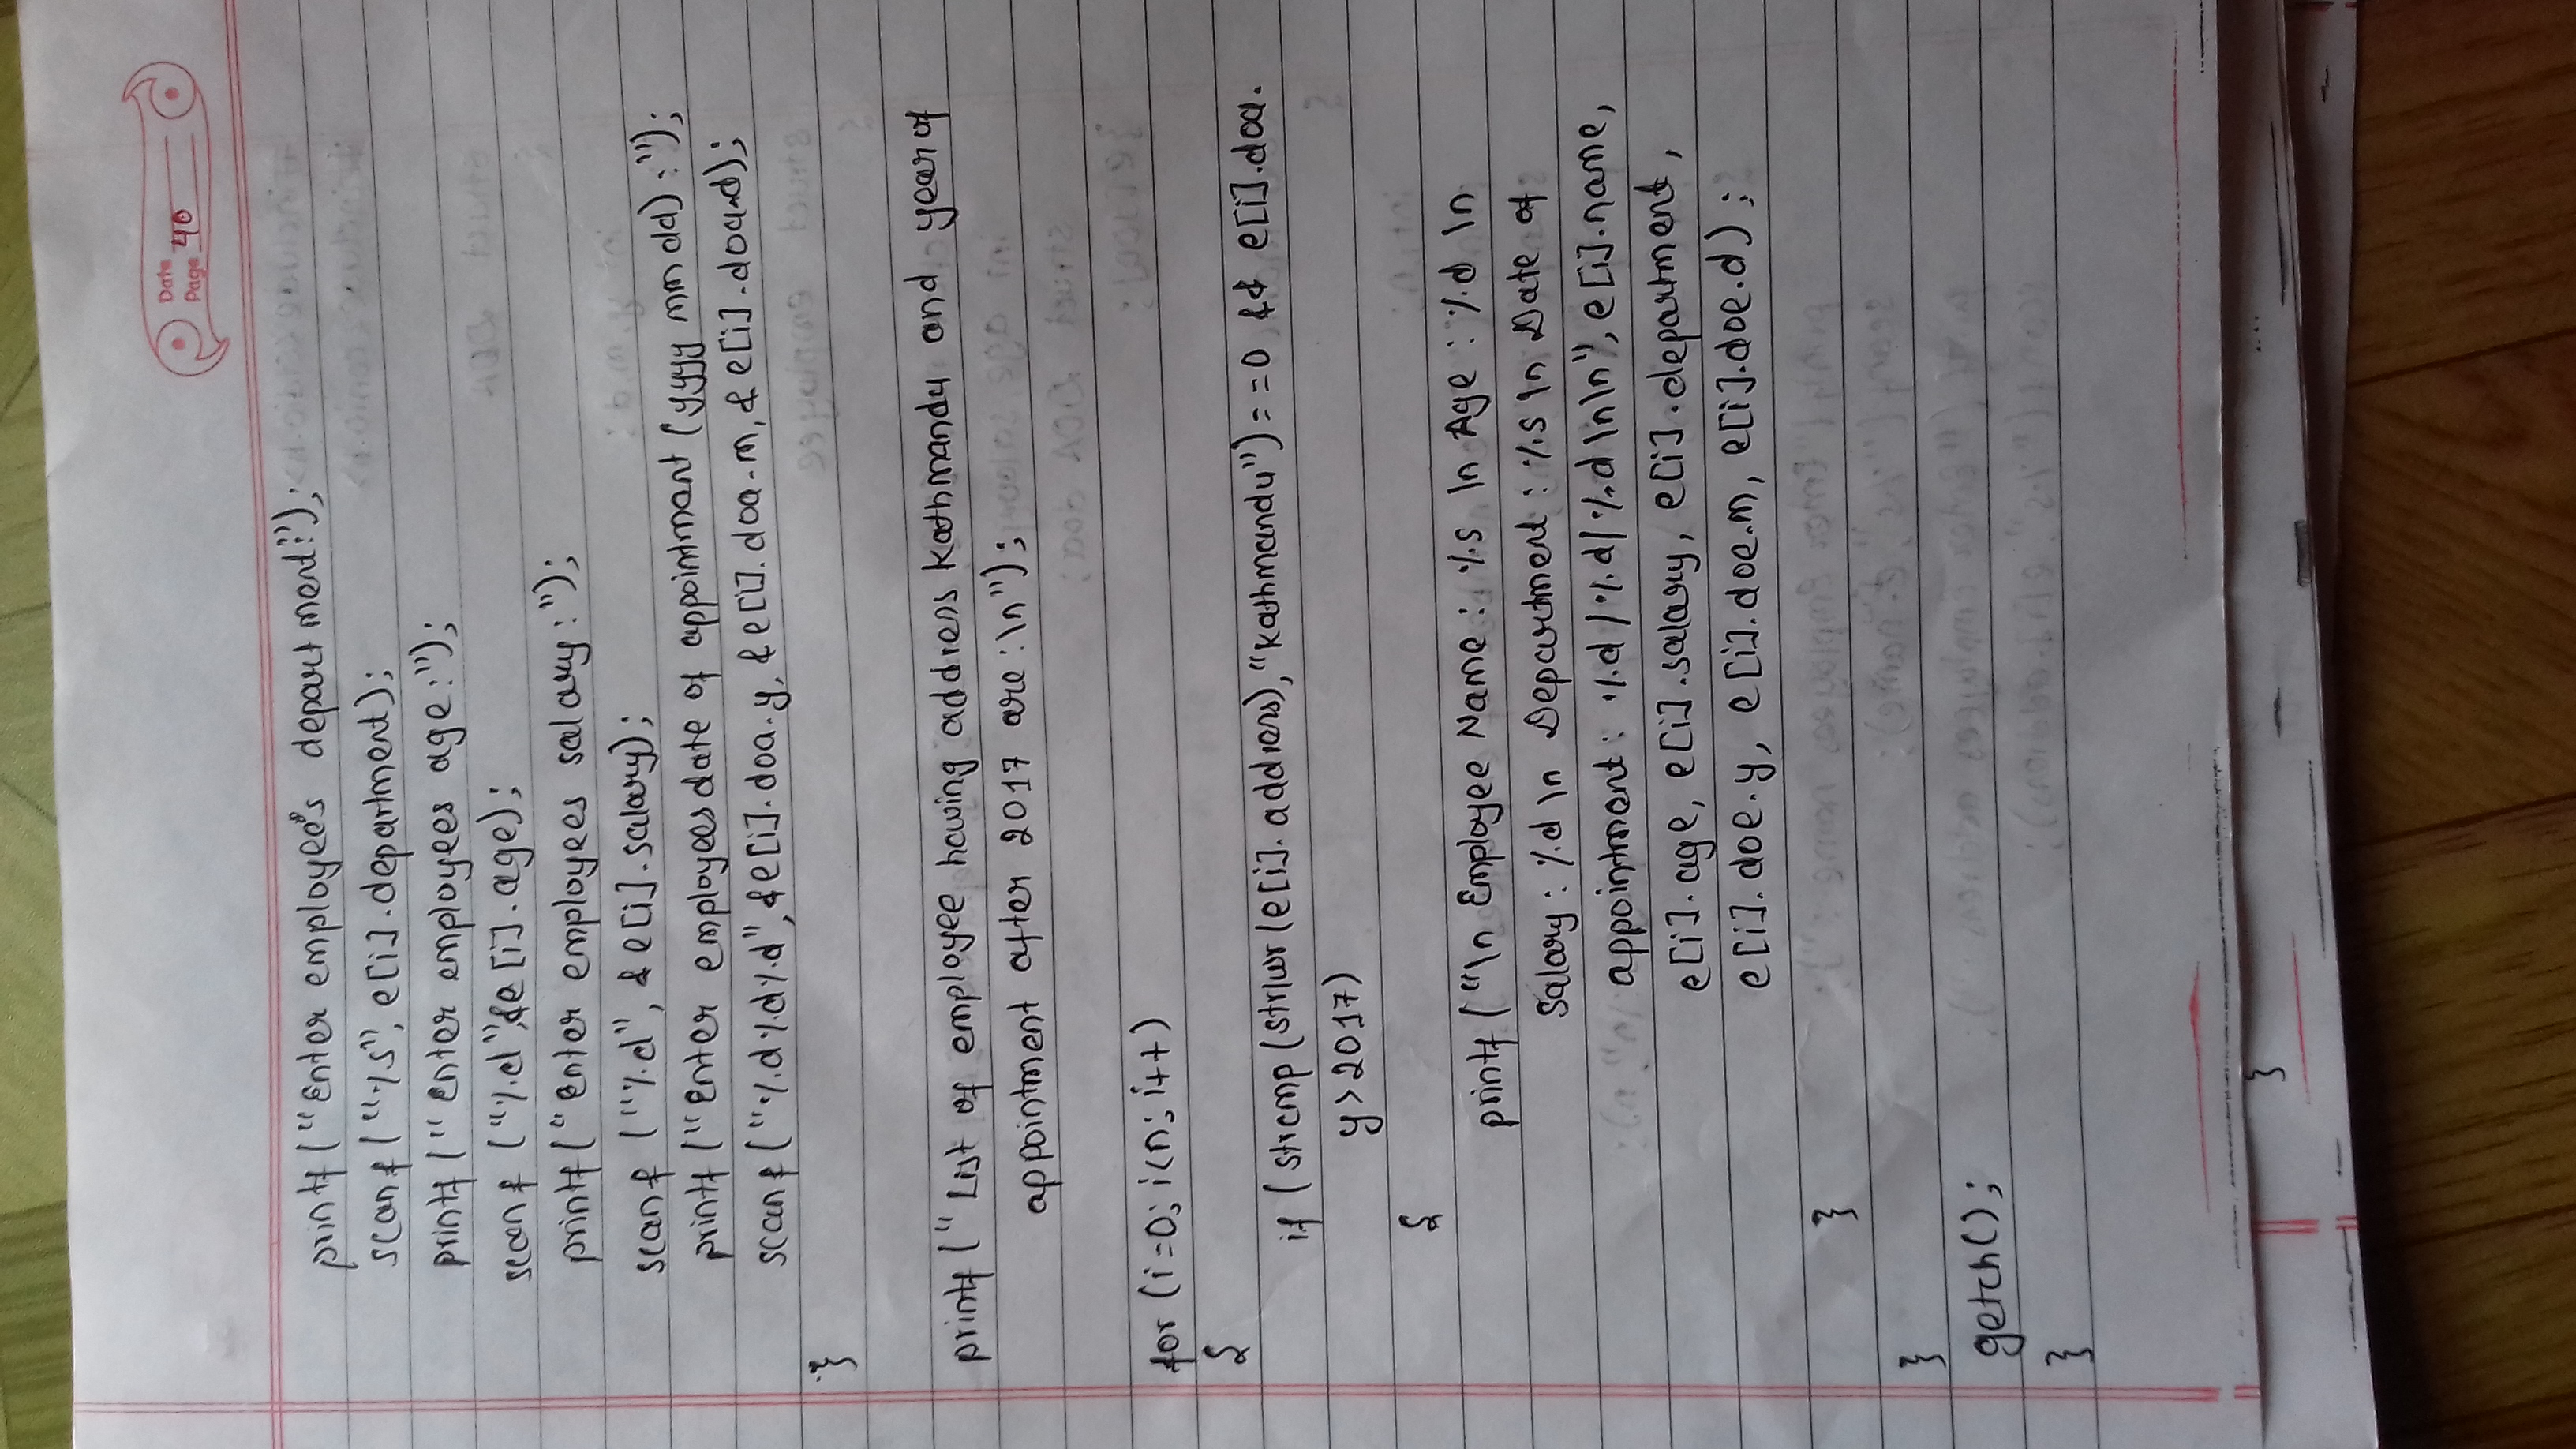 Date
Page 40
printf("Enter employee's department:");
scanf("%s", e[i].department);
printf("Enter employees age:");
scanf("%d",&e[i].age);
printf("Enter employees salary:");
scanf("%d", &e[i].salary);
printf("Enter employees date of appointment (yyyy mm dd):");
scanf("%d%d%d",&e[i].doa.y, &e[i].doa.m, &e[i].doa.d);
}
printf("List of employee having address Kathmandu and year of
appointment after 2017 are:\n");
for (i=0; i<n; i++)
{
if (strcmp(strlwr(e[i].address),"kathmandu")==0 && e[i].doa.
y>2017)
{
printf("\n Employee Name: %s \n Age: %d \n
Salary: %d \n Department: %s \n Date of
appointment: %d/%d/%d\n\n", e[i].name,
e[i].age, e[i].salary, e[i].department,
e[i].doe.y, e[i].doe.m, e[i].doe.d);
}
}
getch();
}
}